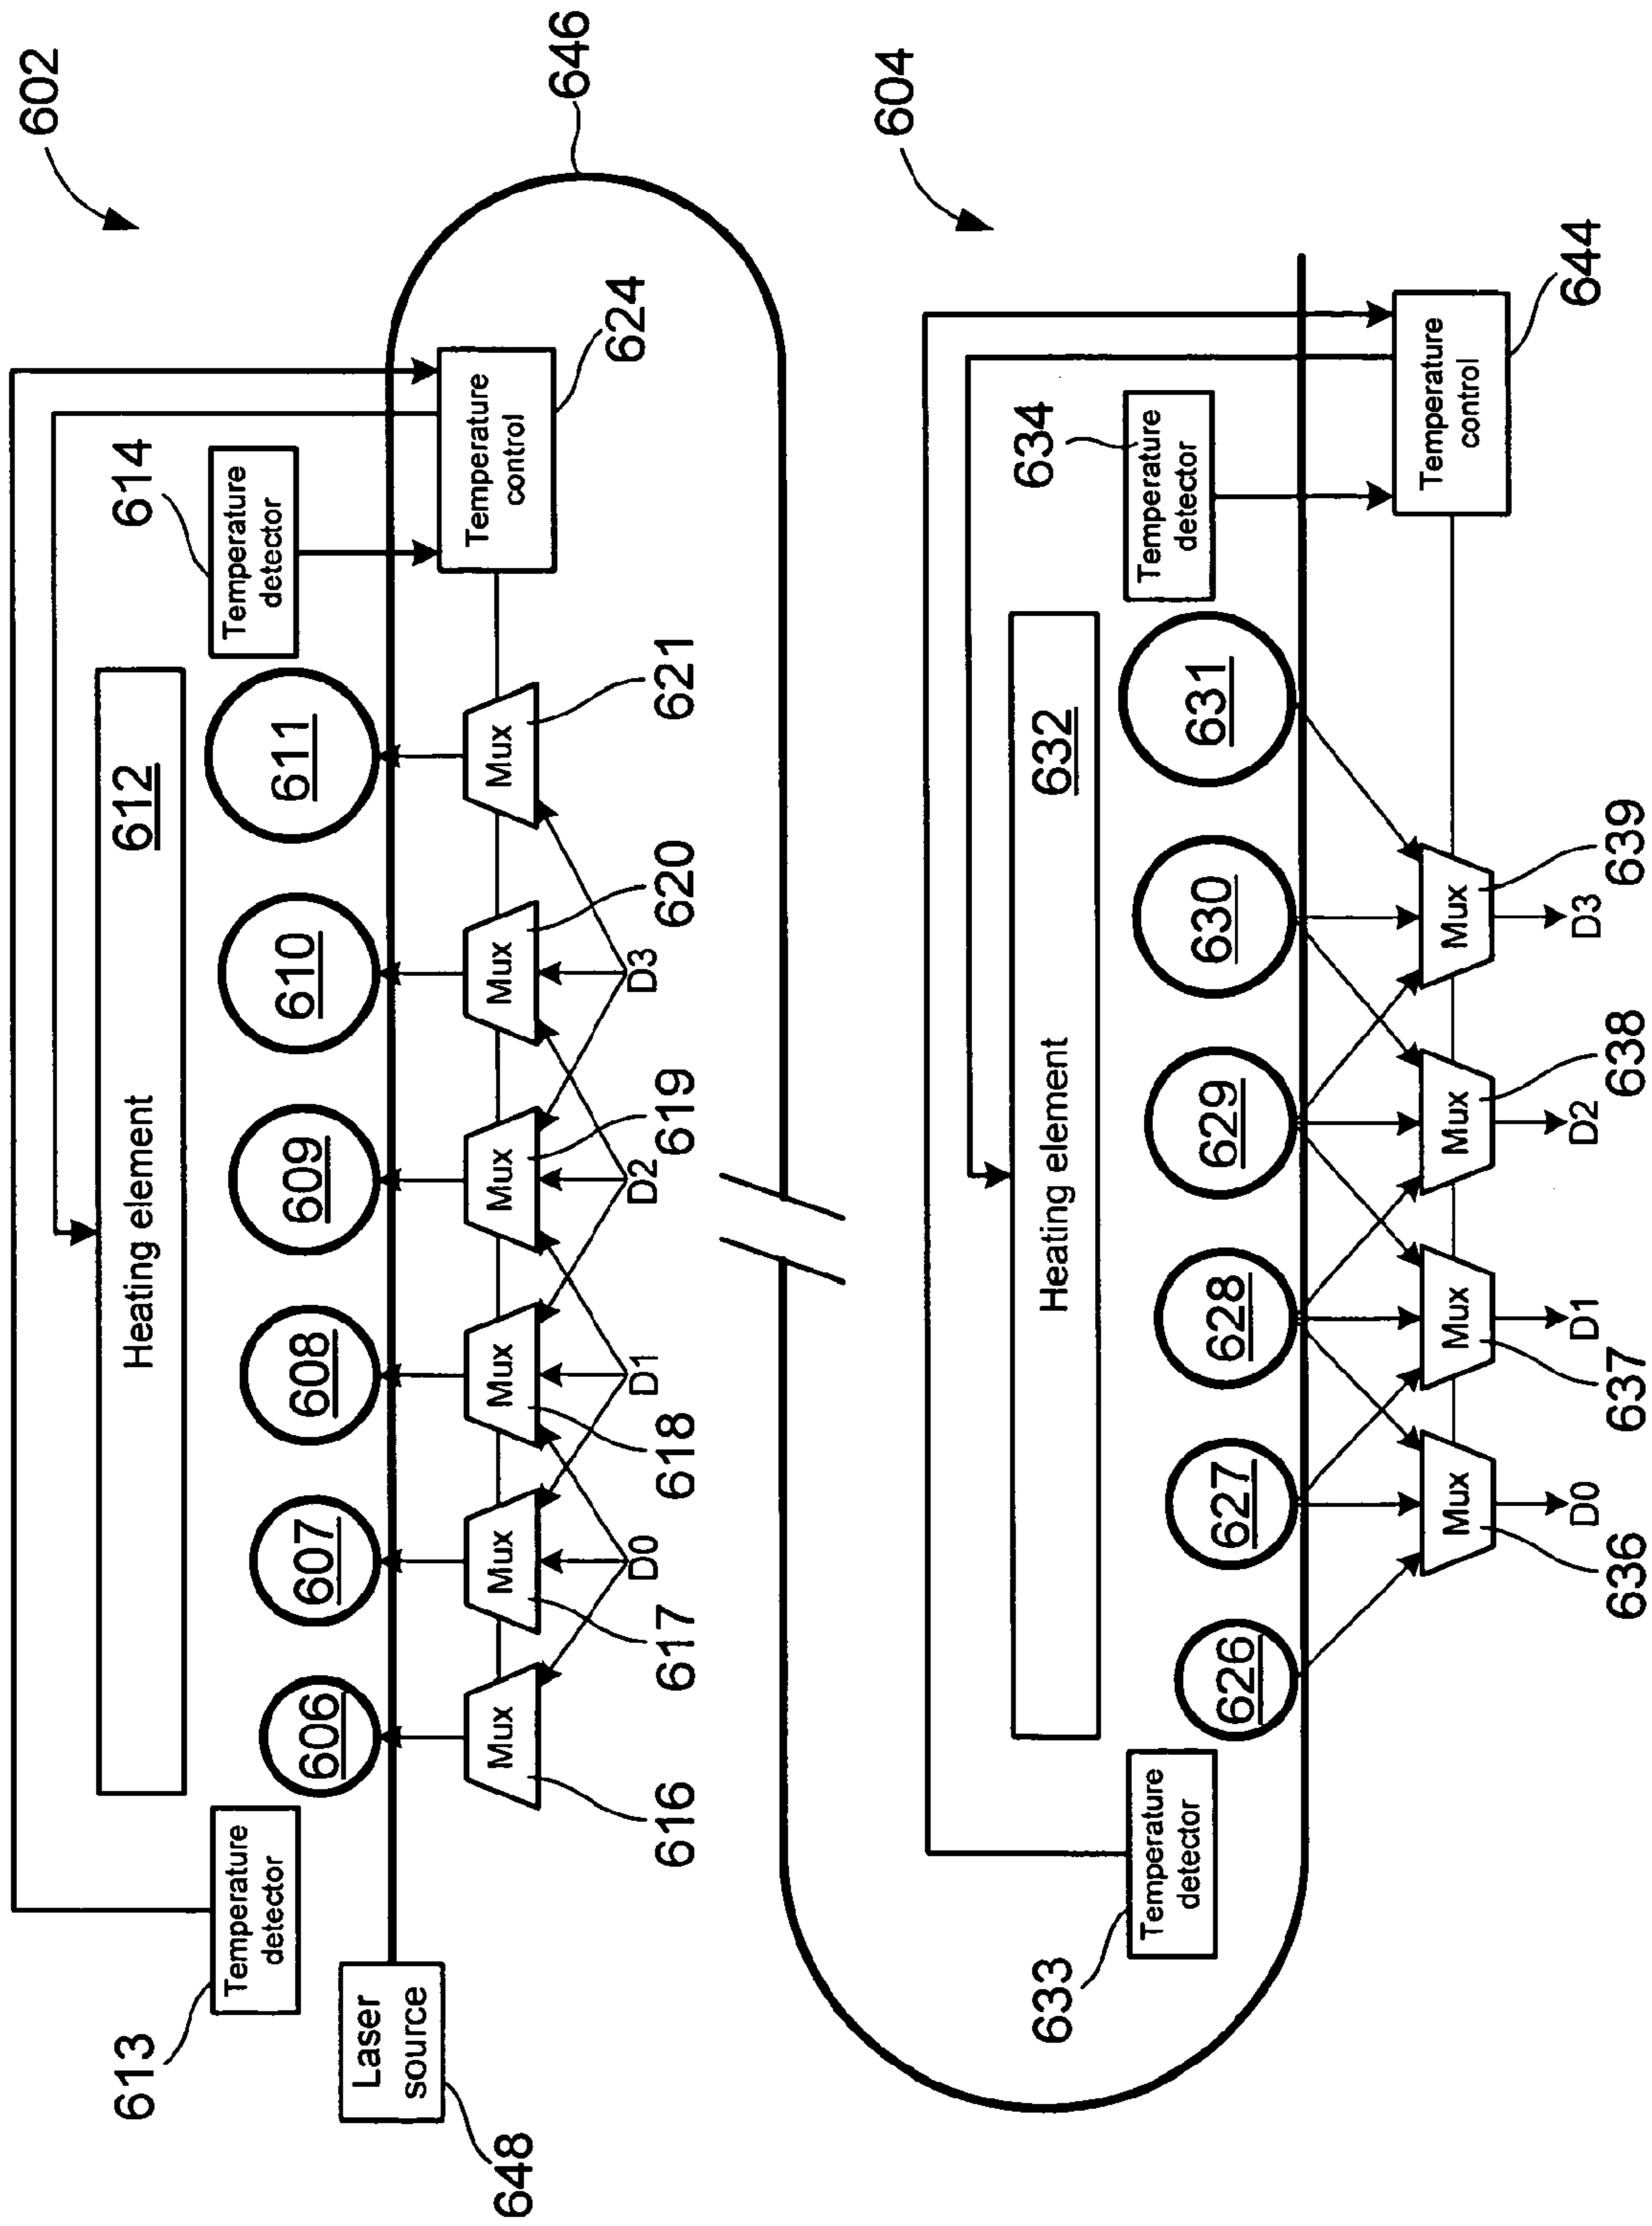 602
613
Temperature
detector
Heating element
612
614
Temperature
detector
606
607
608
609
610
611
648
Laser
source
646
Temperature
control
624
Mux
Mux
Mux
Mux
Mux
Mux
616
617
618
619
620
621
D0
D1
D2
D3
604
633
Temperature
detector
Heating element
632
634
Temperature
detector
626
627
628
629
630
631
Temperature
control
644
Mux
Mux
Mux
Mux
636
637
638
639
D0
D1
D2
D3